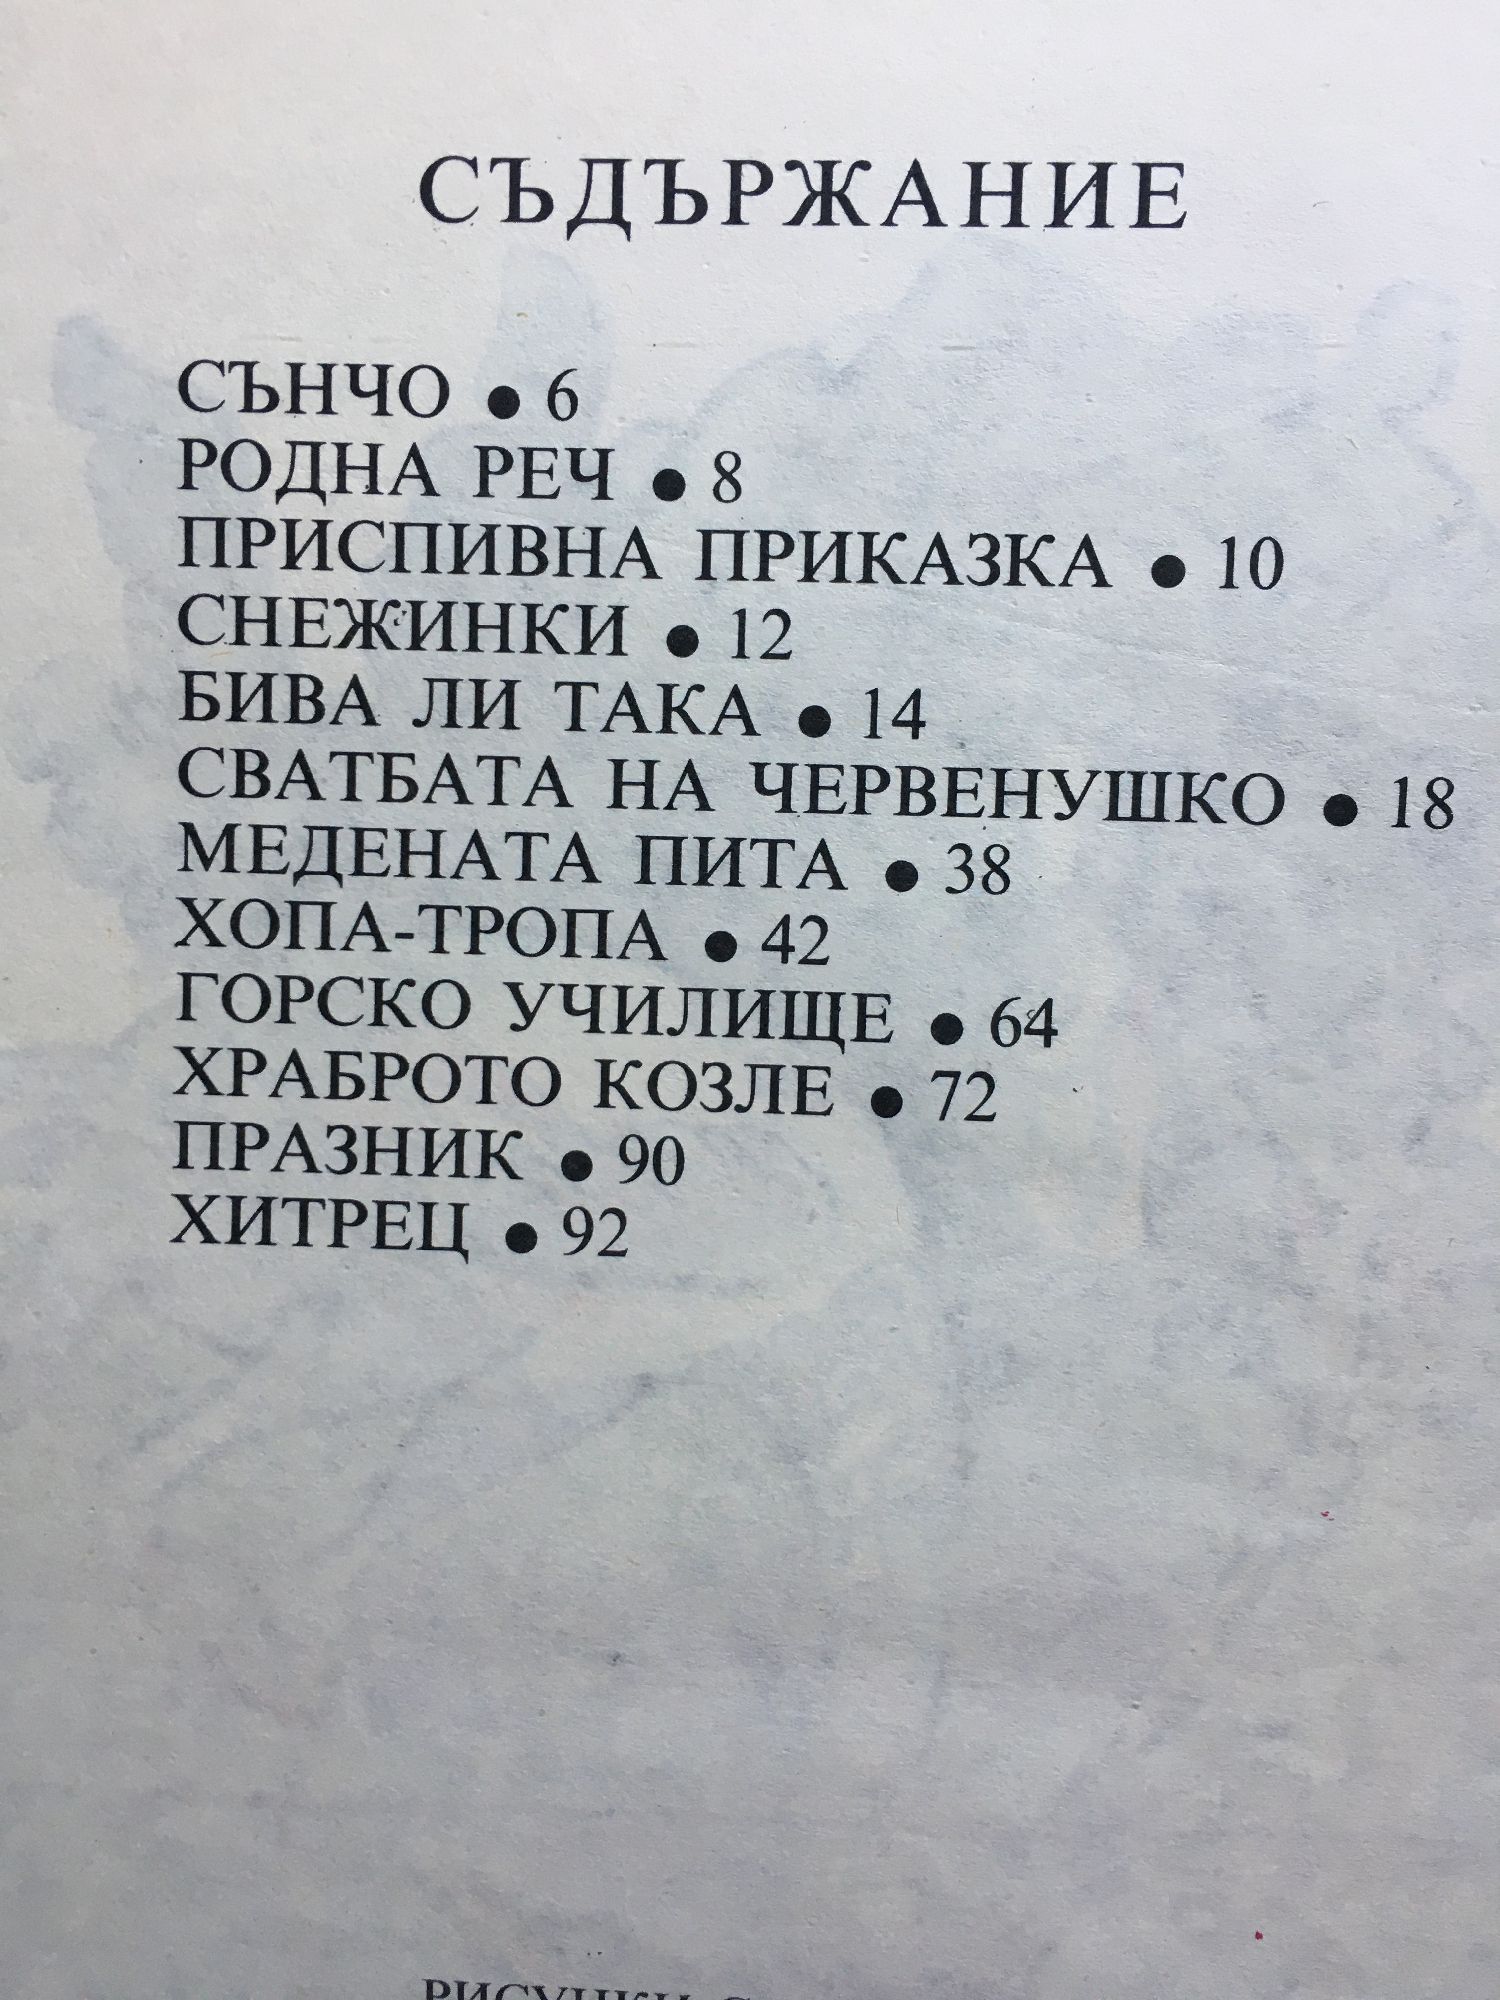 СЪДЪРЖАНИЕ
СЪНЧО ● 6
РОДНА РЕЧ ● 8
ПРИСПИВНА ПРИКАЗКА ● 10
СНЕЖИНКИ ● 12
БИВА ЛИ ТАКА ● 14
СВАТБАТА НА ЧЕРВЕНУШКО ● 18
МЕДЕНАТА ПИТА ● 38
ХОПА-ТРОПА ● 42
ГОРСКО УЧИЛИЩЕ ● 64
ХРАБРОТО КОЗЛЕ ● 72
ПРАЗНИК ● 90
ХИТРЕЦ ● 92
РИСУНКИ